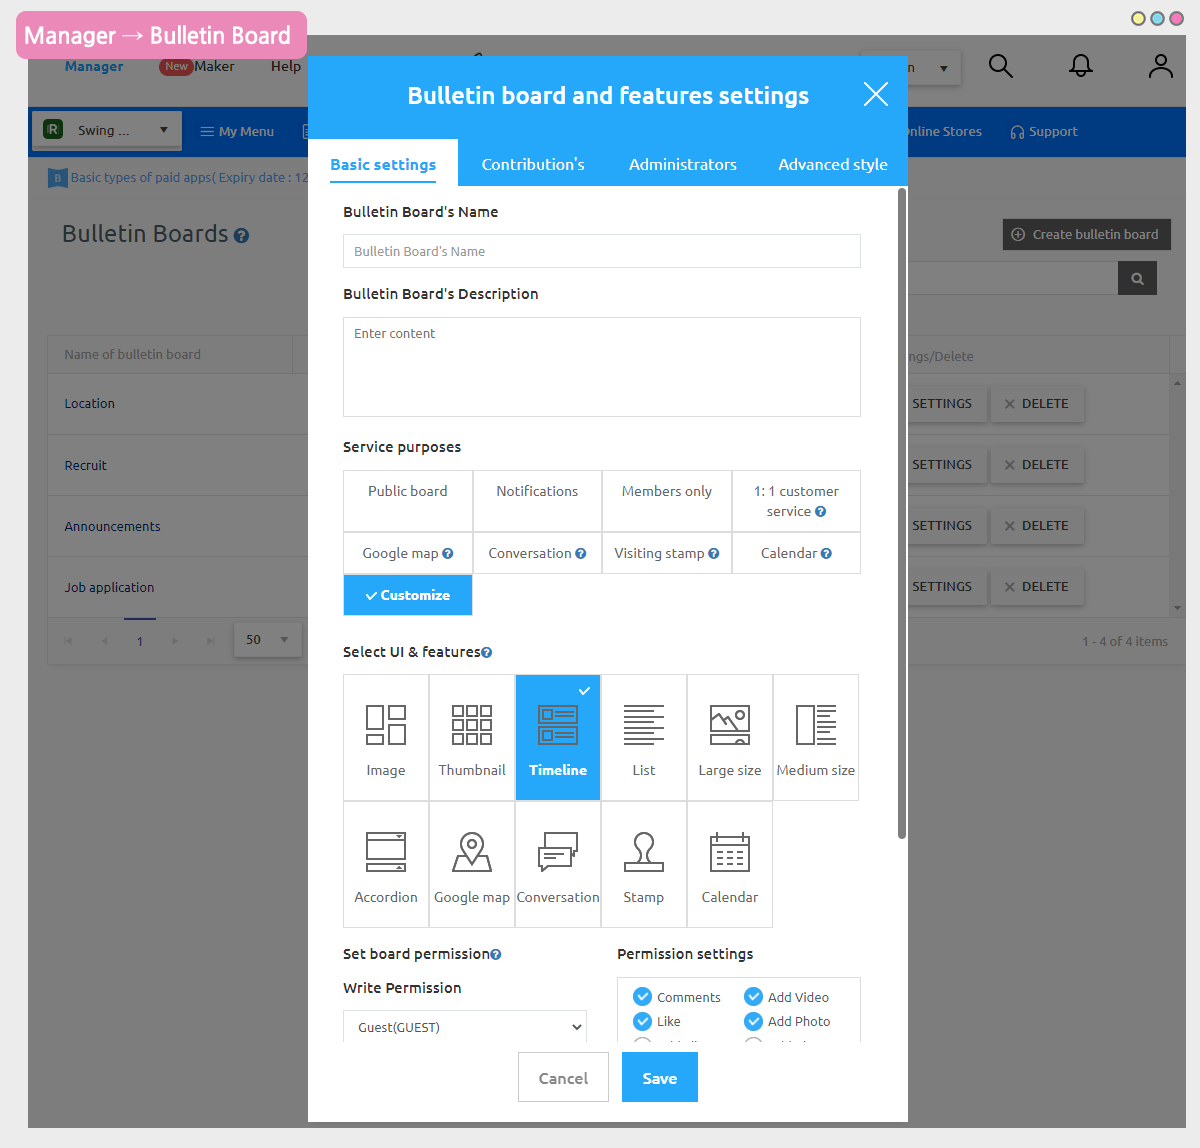 Manager → Bulletin Board
Manager
New
Maker
Help
Bulletin board and features settings
Swing ...
My Menu
Online Stores
Support
Basic settings
Contribution's
Administrators
Advanced style
B
Basic types of paid apps( Expiry date : 12
Bulletin Board's Name
Bulletin Boards
Create bulletin board
Bulletin Board's Name
Bulletin Board's Description
Enter content
Name of bulletin board
Location
SETTINGS
DELETE
Recruit
SETTINGS
DELETE
Announcements
SETTINGS
DELETE
Job application
SETTINGS
DELETE
1
50
1 - 4 of 4 items
Service purposes
Public board
Notifications
Members only
1: 1 customer
service
Google map
Conversation
Visiting stamp
Calendar
Customize
Select UI & features
Image
Thumbnail
Timeline
List
Large size
Medium size
Accordion
Google map
Conversation
Stamp
Calendar
Set board permission
Permission settings
Write Permission
Guest(GUEST)
Comments
Add Video
Like
Add Photo
Cancel
Save